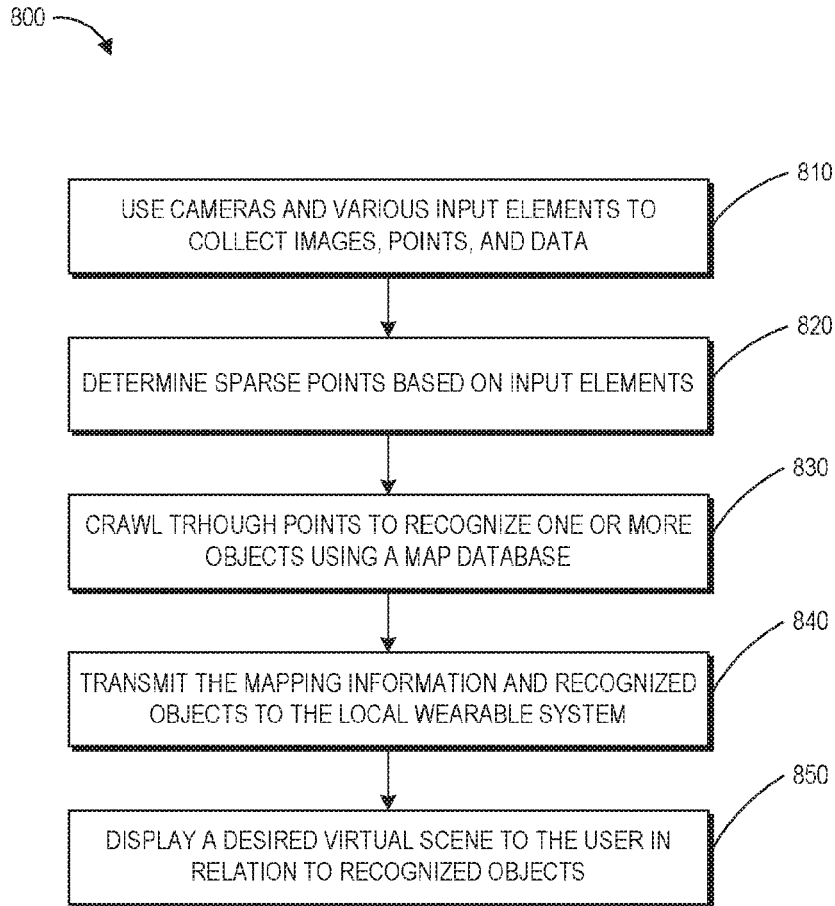 800
810
USE CAMERAS AND VARIOUS INPUT ELEMENTS TO
COLLECT IMAGES, POINTS, AND DATA
820
DETERMINE SPARSE POINTS BASED ON INPUT ELEMENTS
830
CRAWL TRHOUGH POINTS TO RECOGNIZE ONE OR MORE
OBJECTS USING A MAP DATABASE
840
TRANSMIT THE MAPPING INFORMATION AND RECOGNIZED
OBJECTS TO THE LOCAL WEARABLE SYSTEM
850
DISPLAY A DESIRED VIRTUAL SCENE TO THE USER IN
RELATION TO RECOGNIZED OBJECTS